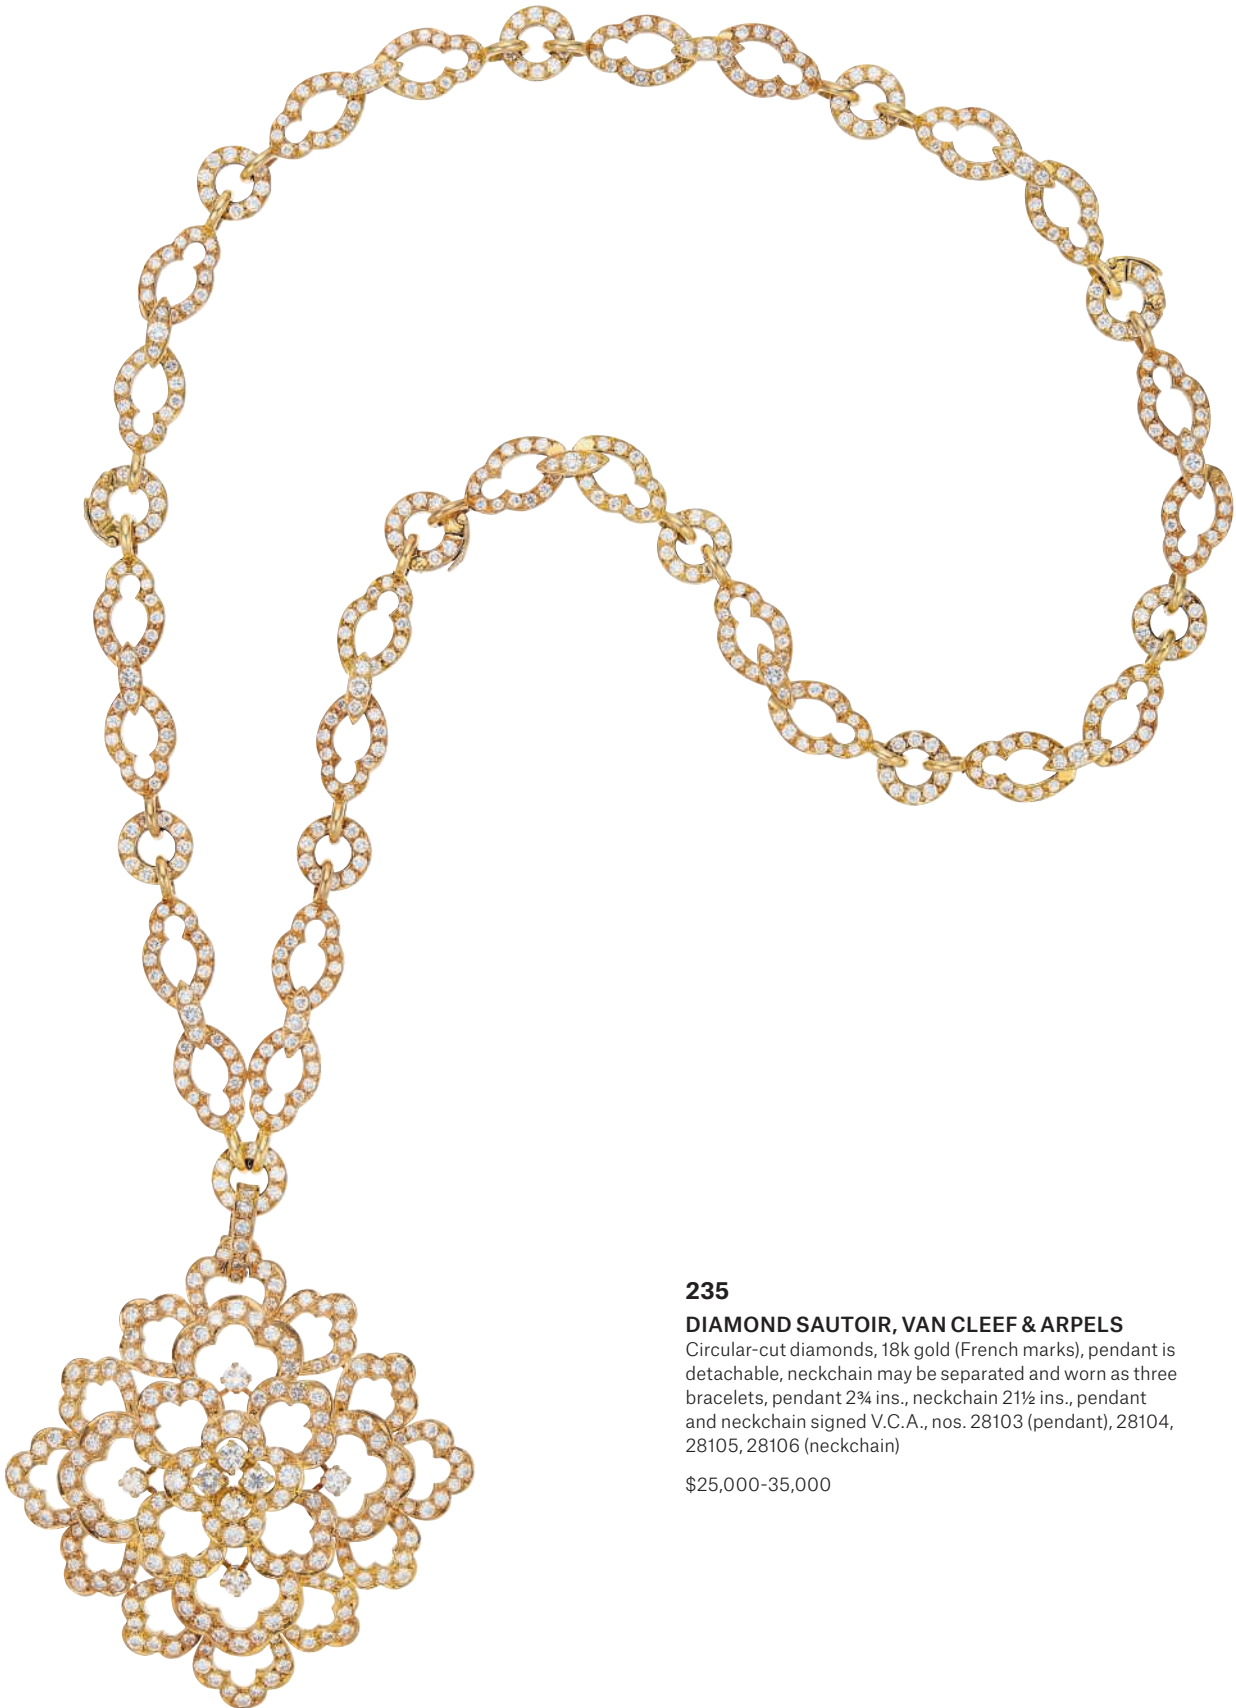 235
DIAMOND SAUTOIR, VAN CLEEF & ARPELS
Circular-cut diamonds, 18k gold (French marks), pendant is
detachable, neckchain may be separated and worn as three
bracelets, pendant 2¾ ins., neckchain 21½ ins., pendant
and neckchain signed V.C.A., nos. 28103 (pendant), 28104,
28105, 28106 (neckchain)
$25,000-35,000